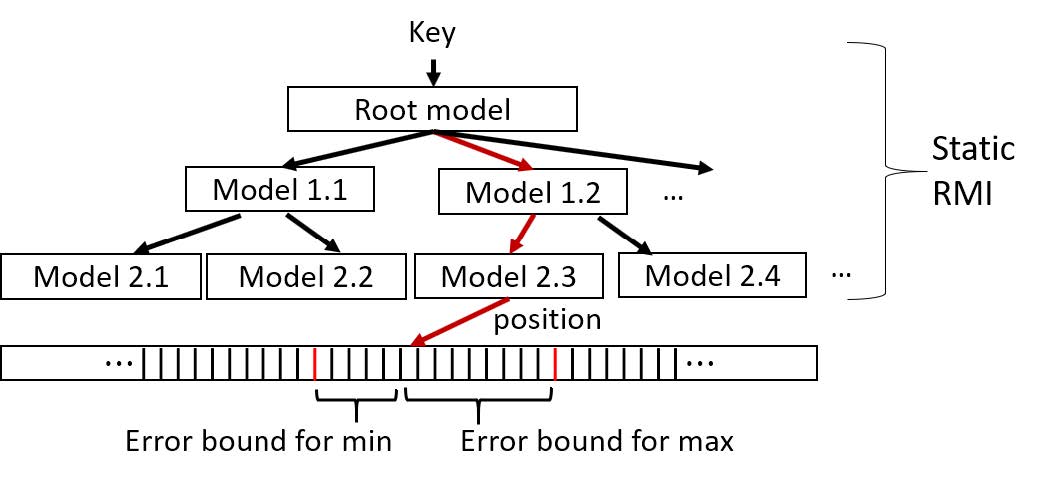 Key
Root model
Static
RMI
Model 1.1
Model 1.2
...
Model 2.1
Model 2.2
Model 2.3
Model 2.4
...
position
...
...
Error bound for min
Error bound for max